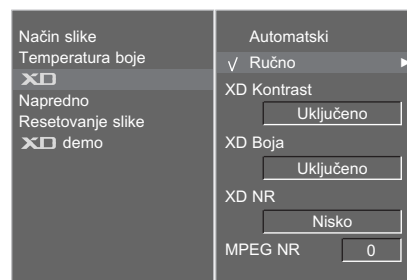 Način slike
Temperatura boje
XD
Napredno
Resetovanje slike
XD demo
Automatski
√ Ručno
XD Kontrast
Uključeno
XD Boja
Uključeno
XD NR
Nisko
MPEG NR 0